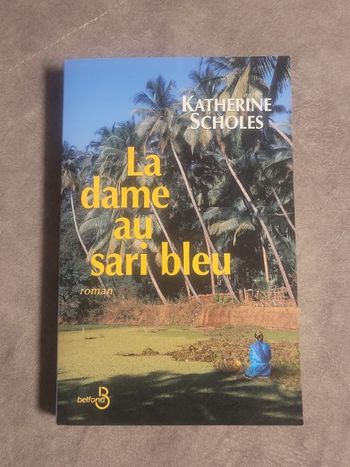 KATHERINE
SCHOLES
La
dame
au
sari bleu
roman
belfond